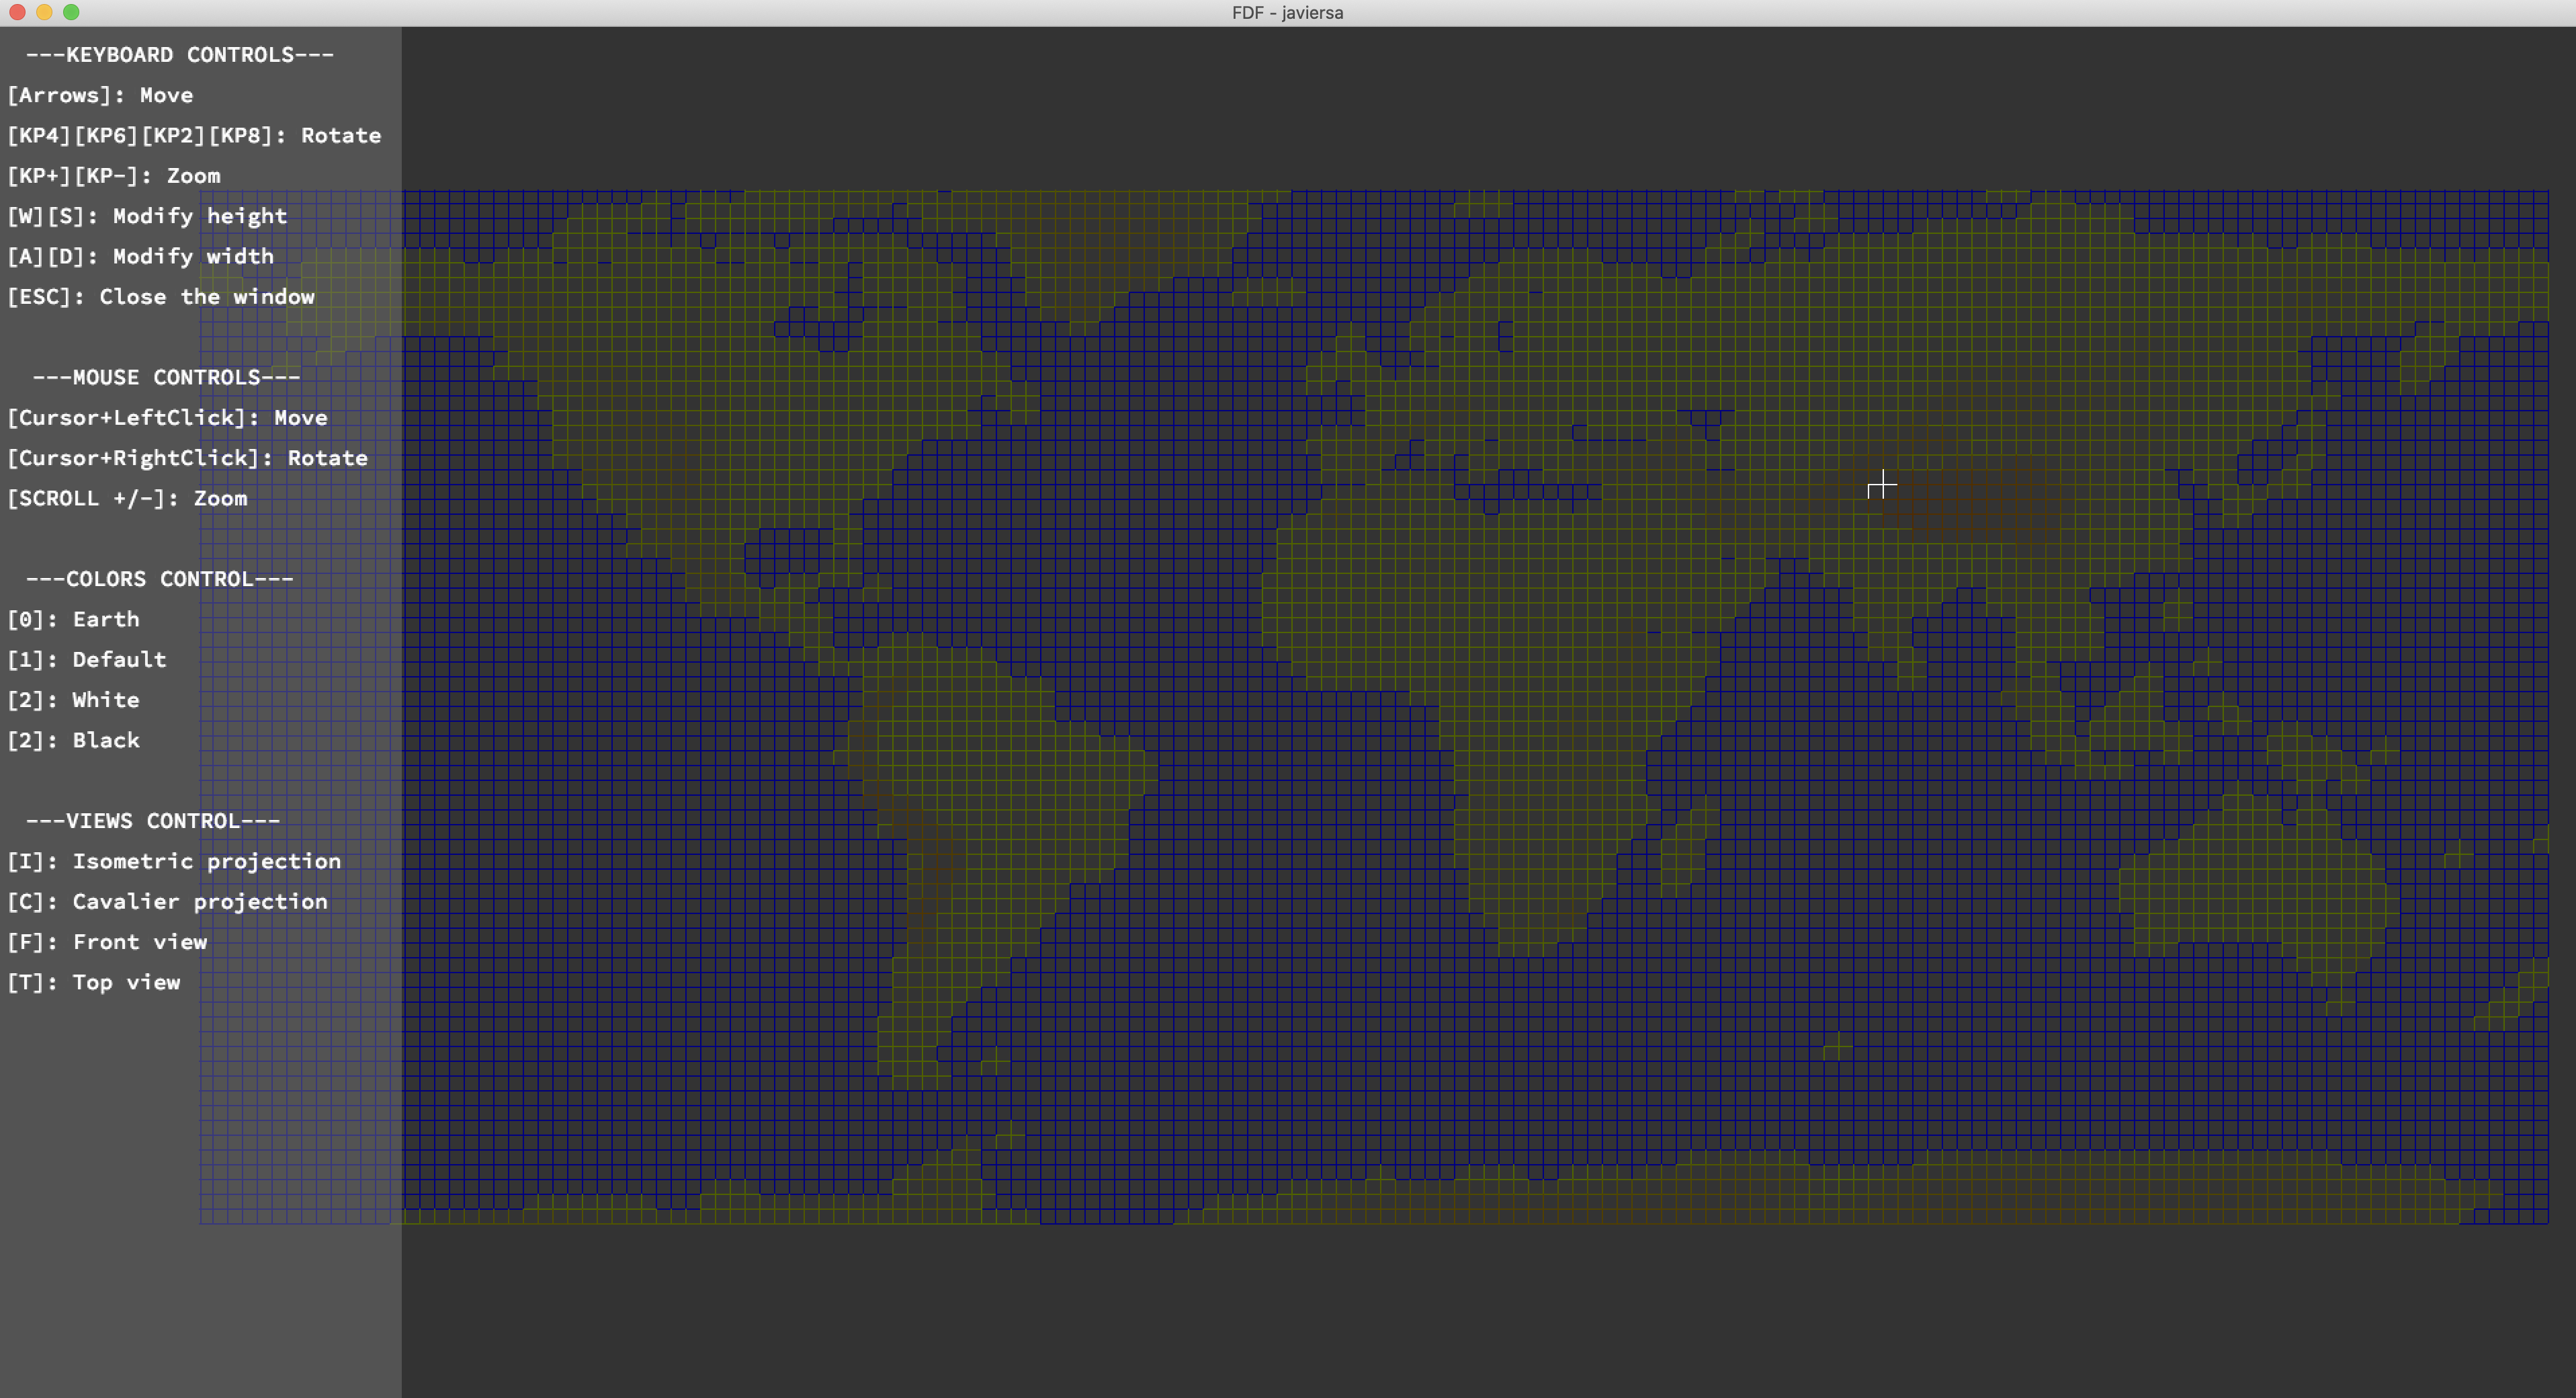 FDF - javiersa
---KEYBOARD CONTROLS---
[Arrows]: Move
[KP4][KP6][KP2][KP8]: Rotate
[KP+][KP-]: Zoom
[W][S]: Modify height
[A][D]: Modify width
[ESC]: Close the window
---MOUSE CONTROLS---
[Cursor+LeftClick]: Move
[Cursor+RightClick]: Rotate
[SCROLL +/-]: Zoom
---COLORS CONTROL---
[0]: Earth
[1]: Default
[2]: White
[2]: Black
---VIEWS CONTROL---
[I]: Isometric projection
[C]: Cavalier projection
[F]: Front view
[T]: Top view